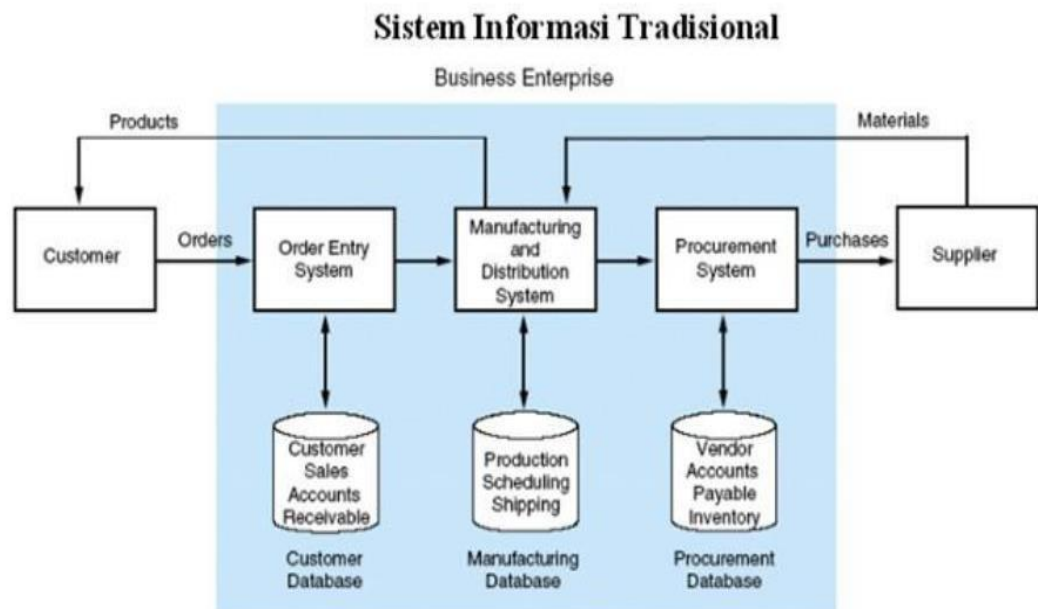 Sistem Informasi Tradisional
Business Enterprise
Products
Materials
Customer
Orders
Order Entry
System
Manufacturing
and
Distribution
System
Procurement
System
Purchases
Supplier
Customer
Sales
Accounts
Receivable
Production
Scheduling
Shipping
Vendor
Accounts
Payable
Inventory
Customer
Database
Manufacturing
Database
Procurement
Database